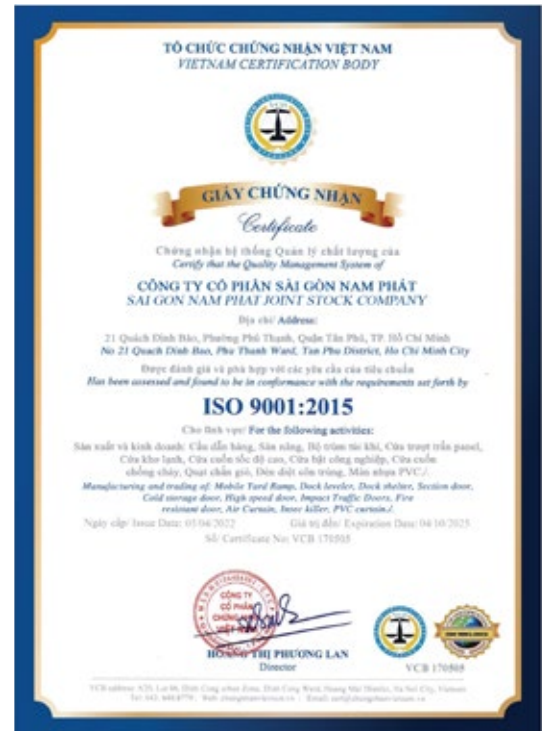 TỔ CHỨC CHỨNG NHẬN VIỆT NAM
VIETNAM CERTIFICATION BODY
GIẤY CHỨNG NHẬN
Certificate
Chứng nhận hệ thống Quản lý chất lượng của
Certify that the Quality Management System of
CÔNG TY CỔ PHẦN SÀI GÒN NAM PHÁT
SAI GON NAM PHAT JOINT STOCK COMPANY
Địa chỉ/ Address:
21 Quách Đình Bảo, Phường Phú Thạnh, Quận Tân Phú, TP. Hồ Chí Minh
No 21 Quach Dinh Bao, Phu Thanh Ward, Tan Phu District, Ho Chi Minh City
Được đánh giá và phù hợp với các yêu cầu của tiêu chuẩn
Has been assessed and found to be in conformance with the requirements set forth by
ISO 9001:2015
Cho lĩnh vực/ For the following activities:
Sản xuất và kinh doanh: Cầu dẫn hàng, Sàn nâng, Bộ trùm túi khí, Cửa trượt trần panel,
Cửa kho lạnh, Cửa cuốn tốc độ cao, Cửa bật công nghiệp, Cửa cuốn
chống cháy, Quạt chắn gió, Đèn diệt côn trùng, Màn nhựa PVC./.
Manufacturing and trading of: Mobile Yard Ramp, Dock leveler, Dock shelter, Section door,
Cold storage door, High speed door, Impact Traffic Doors, Fire
resistant door, Air Curtain, Insec killer, PVC curtain./.
Ngày cấp/ Issue Date: 05/04/2022 Giá trị đến/ Expiration Date: 04/10/2025
Số/ Certificate No: VCB 170505
CÔNG TY
CỔ PHẦN
CHỨNG NHẬN
VIỆT NAM
HOÀNG THỊ PHƯƠNG LAN
Director
VCB 170505